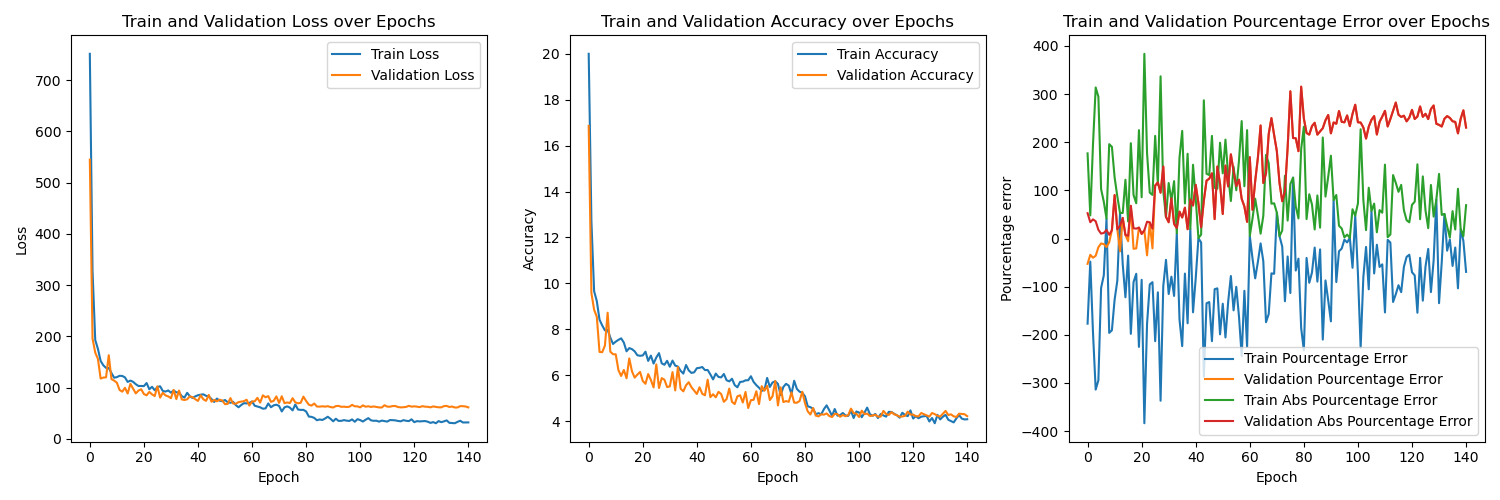 Train and Validation Loss over Epochs
Train Loss
Validation Loss
700
600
500
400
300
200
100
0
Loss
0 20 40 60 80 100 120 140
Epoch
Train and Validation Accuracy over Epochs
Train Accuracy
Validation Accuracy
20
18
16
14
12
10
8
6
4
Accuracy
0 20 40 60 80 100 120 140
Epoch
Train and Validation Pourcentage Error over Epochs
400
300
200
100
0
−100
−200
−300
−400
Pourcentage error
Train Pourcentage Error
Validation Pourcentage Error
Train Abs Pourcentage Error
Validation Abs Pourcentage Error
0 20 40 60 80 100 120 140
Epoch